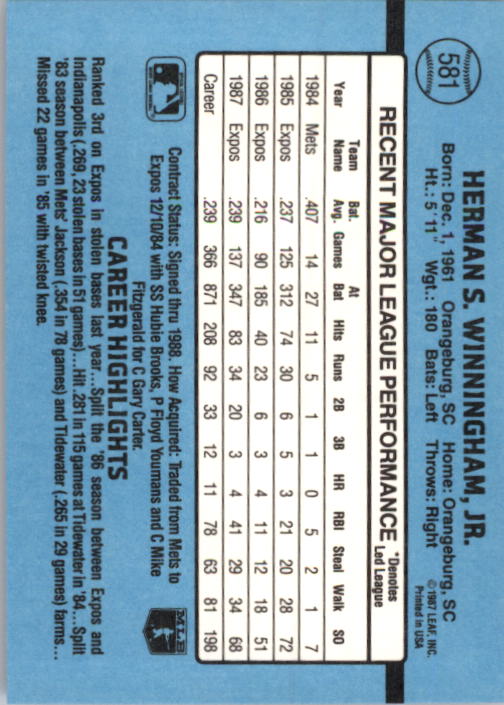 581
HERMAN S. WINNINGHAM, JR.
Born: Dec. 1, 1961 Orangeburg, SC Home: Orangeburg, SC
Ht.: 5' 11" Wgt.: 180 Bats: Left Throws: Right
©1987 LEAF, INC.
Printed in USA
RECENT MAJOR LEAGUE PERFORMANCE *Denotes Led League
Year Team Name Bat. Avg. Games At Bat Hits Runs 2B 3B HR RBI Steal Walk SO
1984 Mets .407 14 27 11 5 1 1 0 5 2 1 7
1985 Expos .237 125 312 74 30 6 5 3 21 20 28 72
1986 Expos .216 90 185 40 23 6 3 4 11 12 18 51
1987 Expos .239 137 347 83 34 20 3 4 41 29 34 68
Career .239 366 871 208 92 33 12 11 78 63 81 198
Contract Status: Signed thru 1988. How Acquired: Traded from Mets to
Expos 12/10/84 with SS Hubie Brooks, P Floyd Youmans and C Mike
Fitzgerald for C Gary Carter.
MLB
CAREER HIGHLIGHTS
Ranked 3rd on Expos in stolen bases last year...Split the '86 season between Expos and
Indianapolis (.269, 23 stolen bases in 51 games)...Hit .281 in 115 games at Tidewater in '84...Split
'83 season between Mets' Jackson (.354 in 78 games) and Tidewater (.265 in 29 games) farms...
Missed 22 games in '85 with twisted knee.